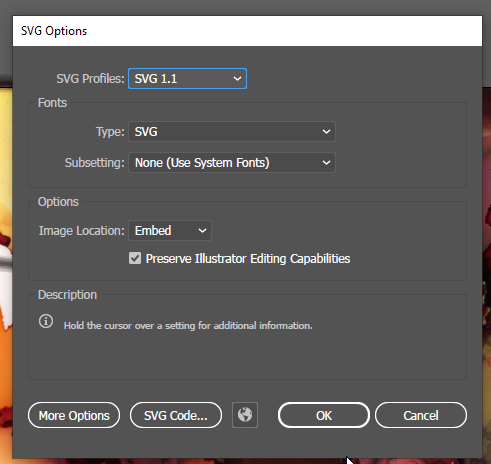 SVG Options
SVG Profiles: SVG 1.1
Fonts
Type: SVG
Subsetting: None (Use System Fonts)
Options
Image Location: Embed
Preserve Illustrator Editing Capabilities
Description
Hold the cursor over a setting for additional information.
More Options SVG Code... OK Cancel